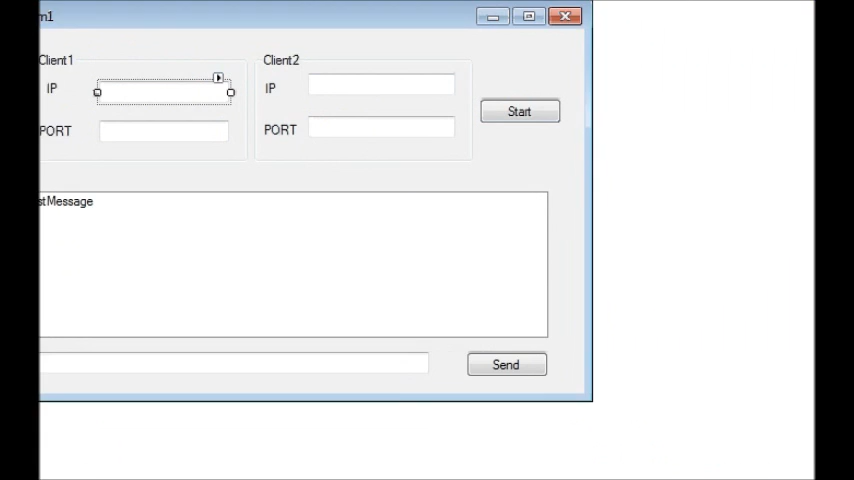 m1
Client1
Client2
IP
IP
PORT
PORT
Start
stMessage
Send